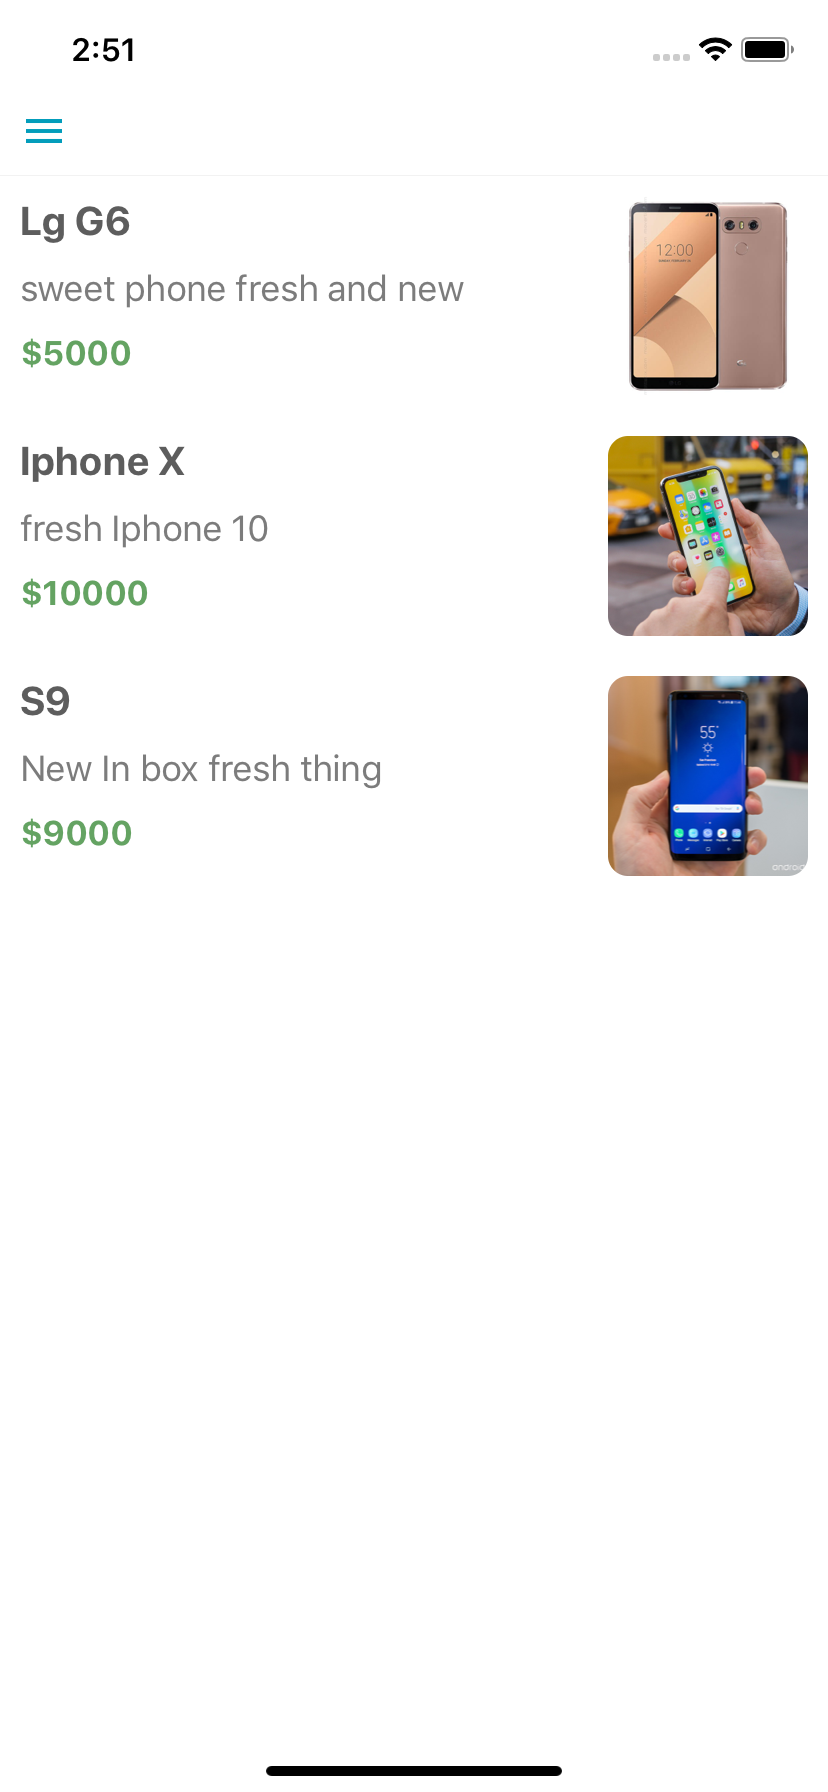 2:51
Lg G6
sweet phone fresh and new
$5000
12:00
Iphone X
fresh Iphone 10
$10000
S9
New In box fresh thing
$9000
55°
android